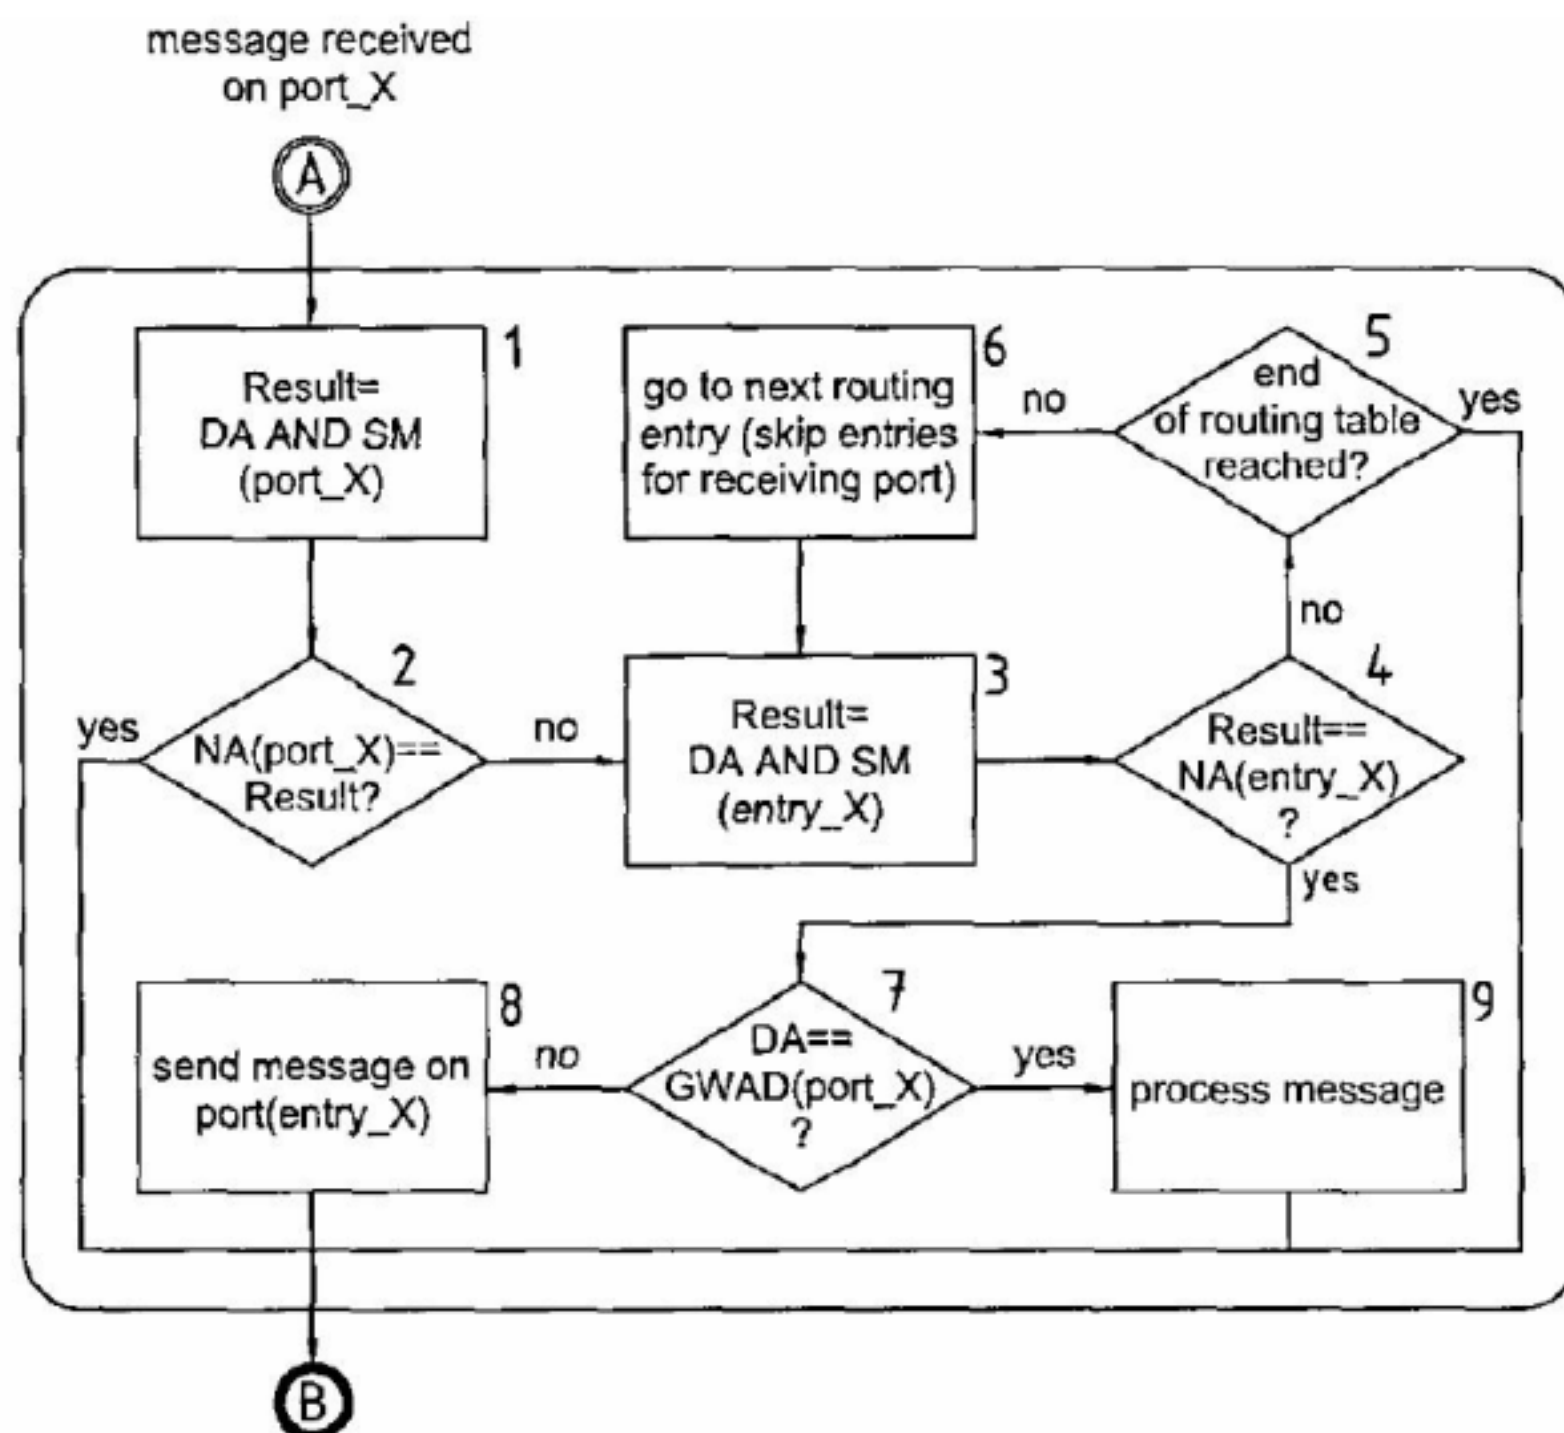 message received
on port_X
A
1
Result=
DA AND SM
(port_X)
6
go to next routing
entry (skip entries
for receiving port)
5
end
of routing table
reached?
no
yes
no
2
NA(port_X)==
Result?
yes
no
3
Result=
DA AND SM
(entry_X)
4
Result==
NA(entry_X)
?
yes
8
send message on
port(entry_X)
no
7
DA==
GWAD(port_X)
?
yes
9
process message
B